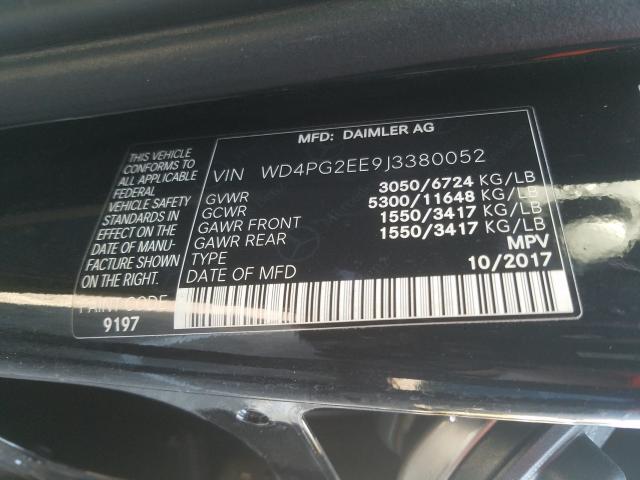 MFD: DAIMLER AG
THIS VEHICLE
CONFORMS TO
ALL APPLICABLE
FEDERAL
VEHICLE SAFETY
STANDARDS IN
EFFECT ON THE
DATE OF MANU-
FACTURE SHOWN
ON THE RIGHT.
PAINT CODE
9197
VIN WD4PG2EE9J3380052
GVWR 3050/6724 KG/LB
GCWR 5300/11648 KG/LB
GAWR FRONT 1550/3417 KG/LB
GAWR REAR 1550/3417 KG/LB
TYPE MPV
DATE OF MFD 10/2017